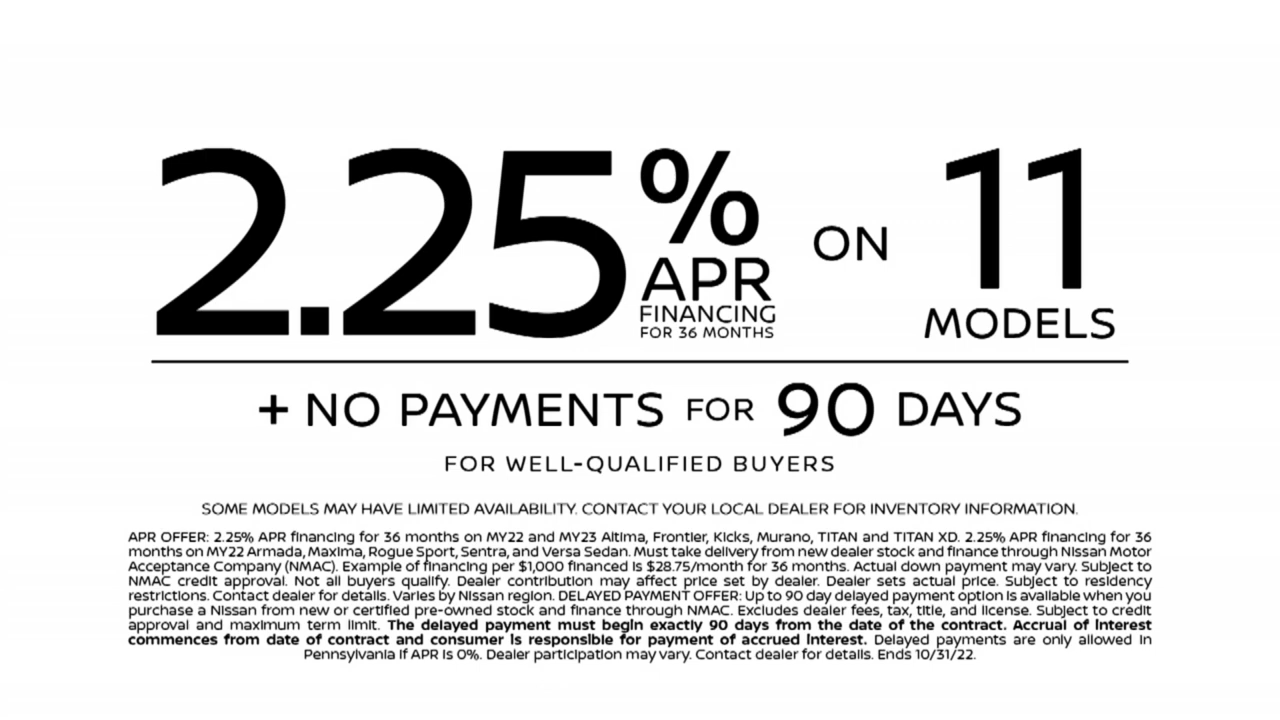 2.25% APR FINANCING FOR 36 MONTHS ON 11 MODELS
+ NO PAYMENTS FOR 90 DAYS
FOR WELL-QUALIFIED BUYERS
SOME MODELS MAY HAVE LIMITED AVAILABILITY. CONTACT YOUR LOCAL DEALER FOR INVENTORY INFORMATION.
APR OFFER: 2.25% APR financing for 36 months on MY22 and MY23 Altima, Frontier, Kicks, Murano, TITAN and TITAN XD. 2.25% APR financing for 36
months on MY22 Armada, Maxima, Rogue Sport, Sentra, and Versa Sedan. Must take delivery from new dealer stock and finance through Nissan Motor
Acceptance Company (NMAC). Example of financing per $1,000 financed is $28.75/month for 36 months. Actual down payment may vary. Subject to
NMAC credit approval. Not all buyers qualify. Dealer contribution may affect price set by dealer. Dealer sets actual price. Subject to residency
restrictions. Contact dealer for details. Varies by Nissan region. DELAYED PAYMENT OFFER: Up to 90 day delayed payment option is available when you
purchase a Nissan from new or certified pre-owned stock and finance through NMAC. Excludes dealer fees, tax, title, and license. Subject to credit
approval and maximum term limit. The delayed payment must begin exactly 90 days from the date of the contract. Accrual of interest
commences from date of contract and consumer is responsible for payment of accrued interest. Delayed payments are only allowed in
Pennsylvania if APR is 0%. Dealer participation may vary. Contact dealer for details. Ends 10/31/22.